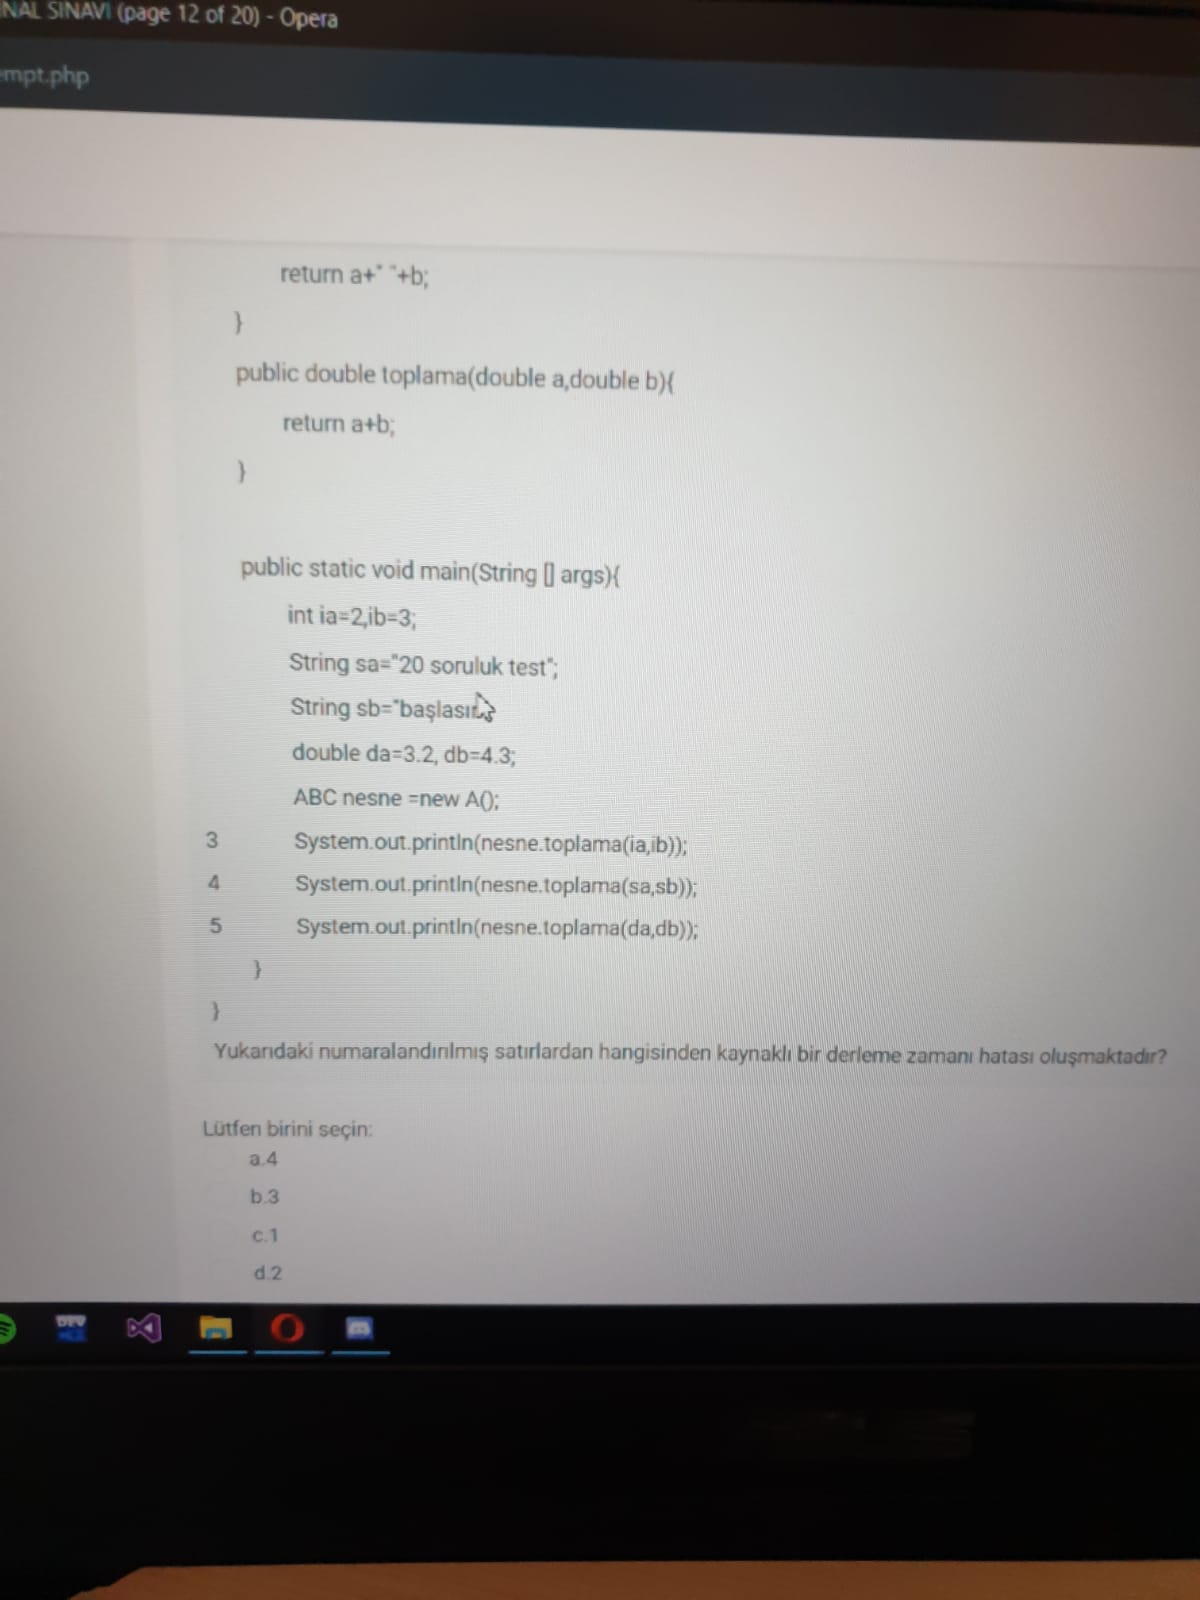 NAL SINAVI (page 12 of 20) - Opera
empt.php
return a+" "+b;
}
public double toplama(double a,double b){
return a+b;
}
public static void main(String [] args){
int ia=2,ib=3;
String sa="20 soruluk test";
String sb="başlasın
double da=3.2, db=4.3;
ABC nesne =new A();
3 System.out.println(nesne.toplama(ia,ib));
4 System.out.println(nesne.toplama(sa,sb));
5 System.out.println(nesne.toplama(da,db));
}
}
Yukarıdaki numaralandırılmış satırlardan hangisinden kaynaklı bir derleme zamanı hatası oluşmaktadır?
Lütfen birini seçin:
a.4
b.3
c.1
d.2
DEV